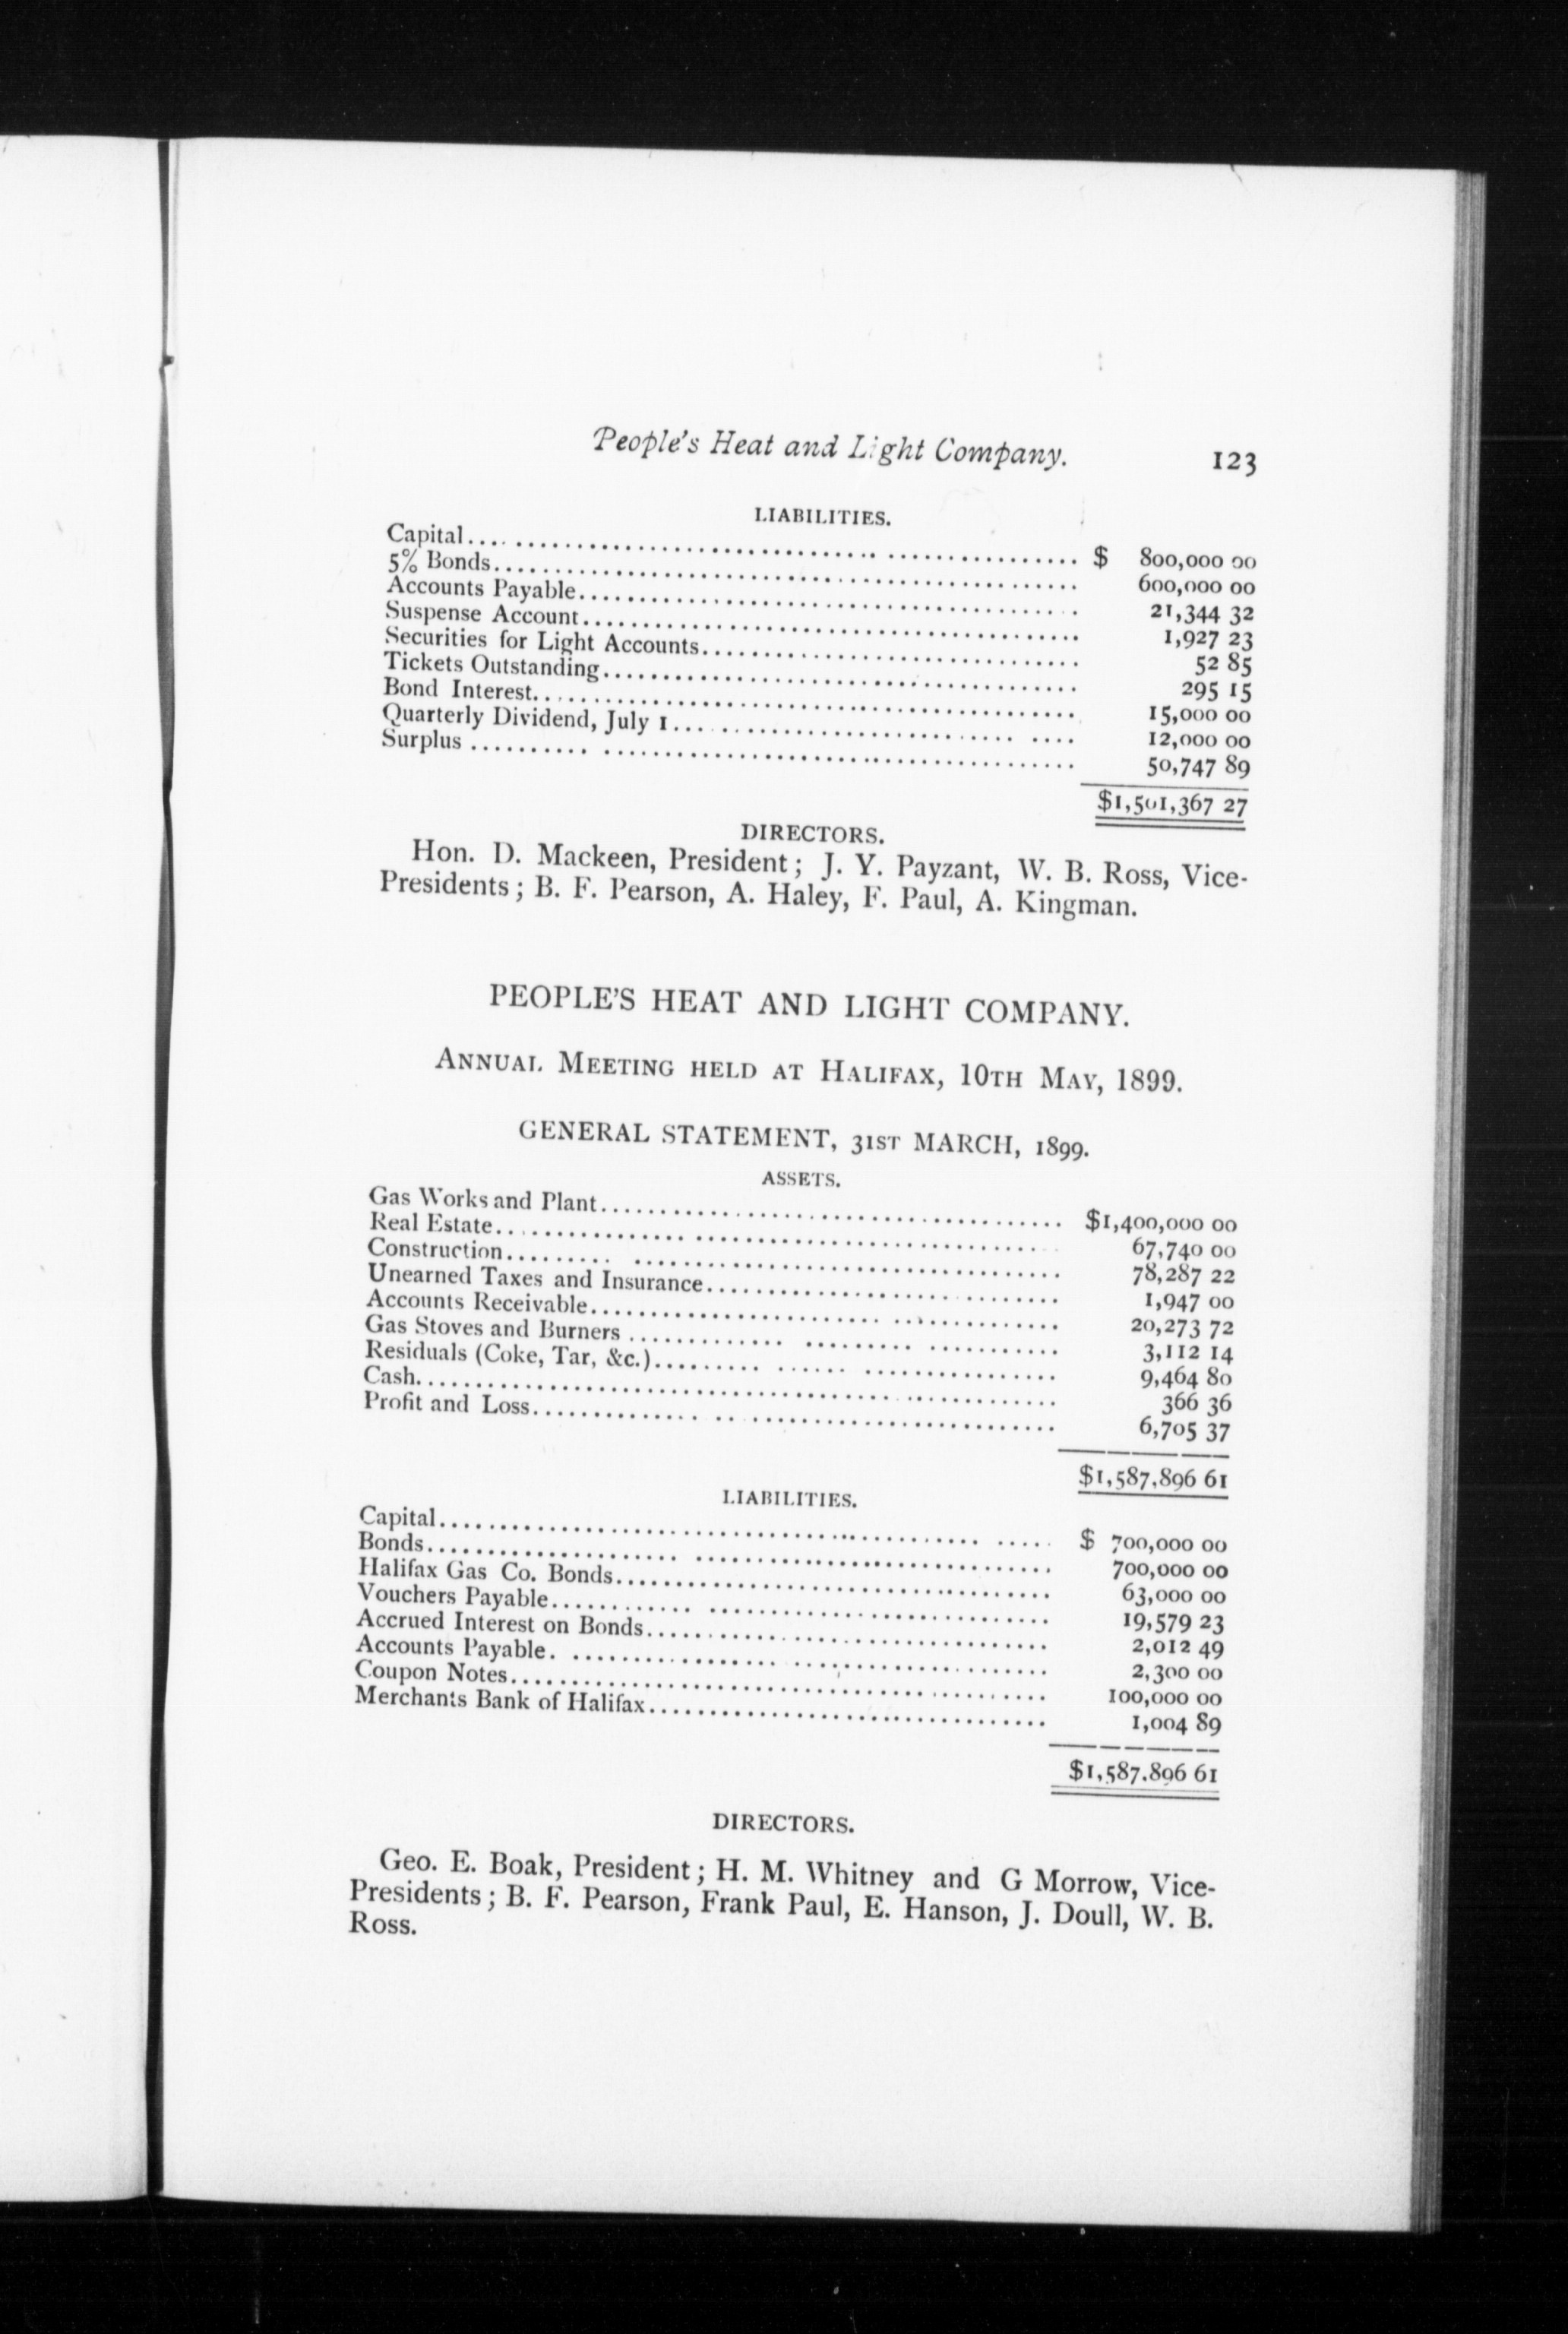 People's Heat and Light Company. 123
LIABILITIES.
Capital.... $ 800,000 00
5% Bonds.... 600,000 00
Accounts Payable.... 21,344 32
Suspense Account.... 1,927 23
Securities for Light Accounts.... 52 85
Tickets Outstanding.... 295 15
Bond Interest.... 15,000 00
Quarterly Dividend, July 1.... 12,000 00
Surplus .... 50,747 89
$1,501,367 27
DIRECTORS.
Hon. D. Mackeen, President; J. Y. Payzant, W. B. Ross, Vice-
Presidents; B. F. Pearson, A. Haley, F. Paul, A. Kingman.
PEOPLE'S HEAT AND LIGHT COMPANY.
ANNUAL MEETING HELD AT HALIFAX, 10TH MAY, 1899.
GENERAL STATEMENT, 31ST MARCH, 1899.
ASSETS.
Gas Works and Plant.... $1,400,000 00
Real Estate.... 67,740 00
Construction.... 78,287 22
Unearned Taxes and Insurance.... 1,947 00
Accounts Receivable.... 20,273 72
Gas Stoves and Burners .... 3,112 14
Residuals (Coke, Tar, &c.).... 9,464 80
Cash.... 366 36
Profit and Loss.... 6,705 37
$1,587,896 61
LIABILITIES.
Capital.... $ 700,000 00
Bonds.... 700,000 00
Halifax Gas Co. Bonds.... 63,000 00
Vouchers Payable.... 19,579 23
Accrued Interest on Bonds.... 2,012 49
Accounts Payable. .... 2,300 00
Coupon Notes.... 100,000 00
Merchants Bank of Halifax.... 1,004 89
$1,587,896 61
DIRECTORS.
Geo. E. Boak, President; H. M. Whitney and G Morrow, Vice-
Presidents; B. F. Pearson, Frank Paul, E. Hanson, J. Doull, W. B.
Ross.